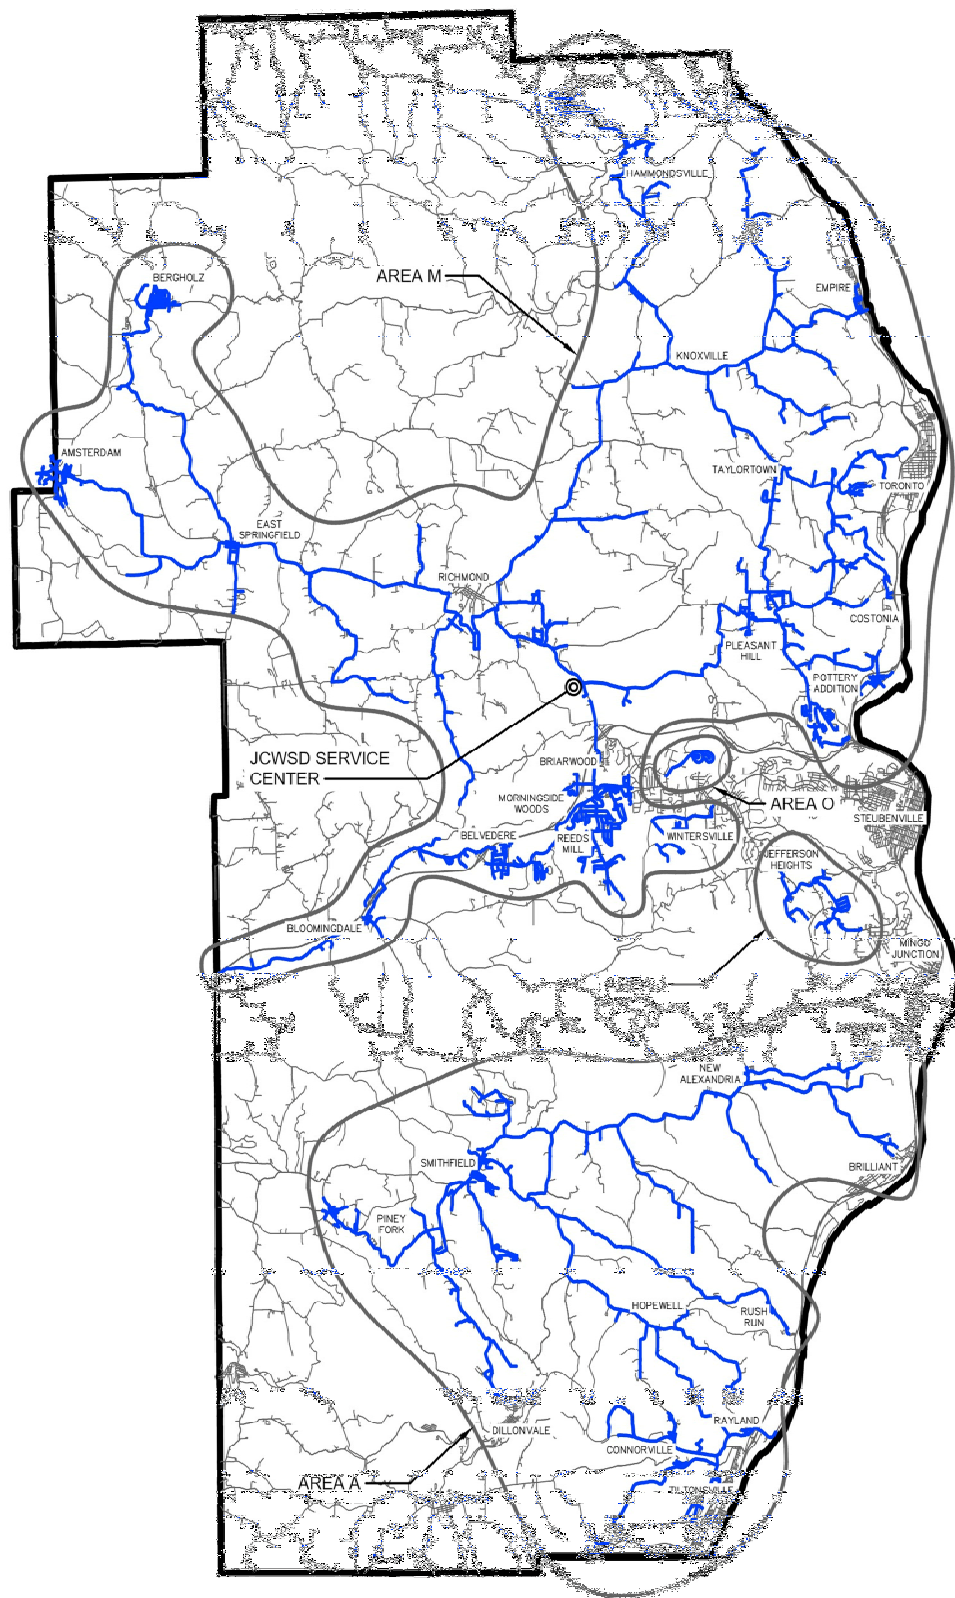 HAMMONDSVILLE
BERGHOLZ
AREA M
EMPIRE
KNOXVILLE
AMSTERDAM
TAYLORTOWN
TORONTO
EAST
SPRINGFIELD
RICHMOND
COSTONIA
PLEASANT
HILL
POTTERY
ADDITION
JCWSD SERVICE
CENTER
BRIARWOOD
MORNINGSIDE
WOODS
AREA O
STEUBENVILLE
BELVEDERE
REEDS
MILL
WINTERSVILLE
JEFFERSON
HEIGHTS
BLOOMINGDALE
MINGO
JUNCTION
NEW
ALEXANDRIA
SMITHFIELD
BRILLIANT
PINEY
FORK
HOPEWELL
RUSH
RUN
DILLONVALE
RAYLAND
CONNORVILLE
AREA A
TILTONSVILLE